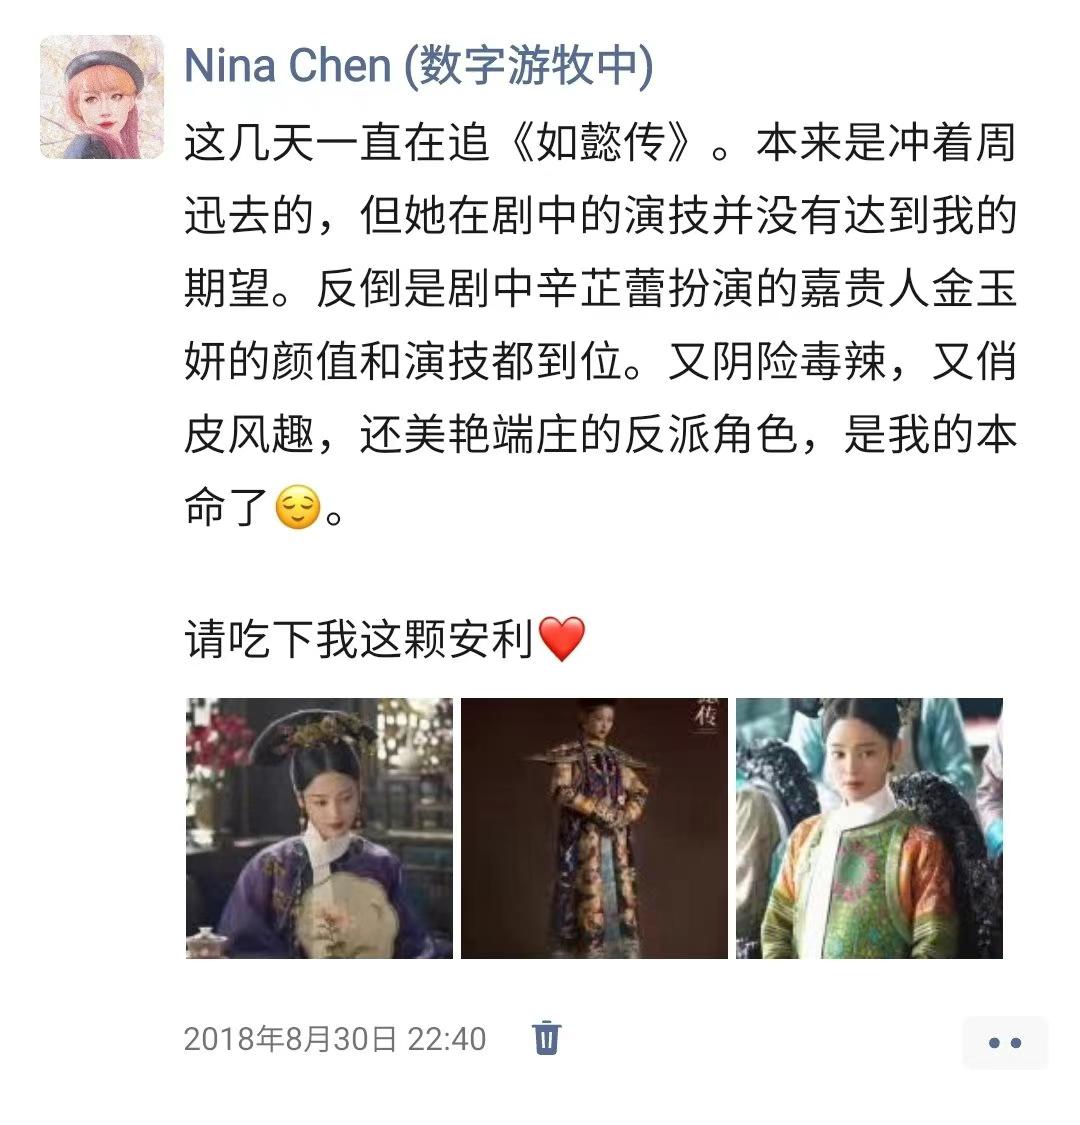 Nina Chen (数字游牧中)
这几天一直在追《如懿传》。本来是冲着周
迅去的，但她在剧中的演技并没有达到我的
期望。反倒是剧中辛芷蕾扮演的嘉贵人金玉
妍的颜值和演技都到位。又阴险毒辣，又俏
皮风趣，还美艳端庄的反派角色，是我的本
命了😌。
请吃下我这颗安利❤️
传
2018年8月30日 22:40